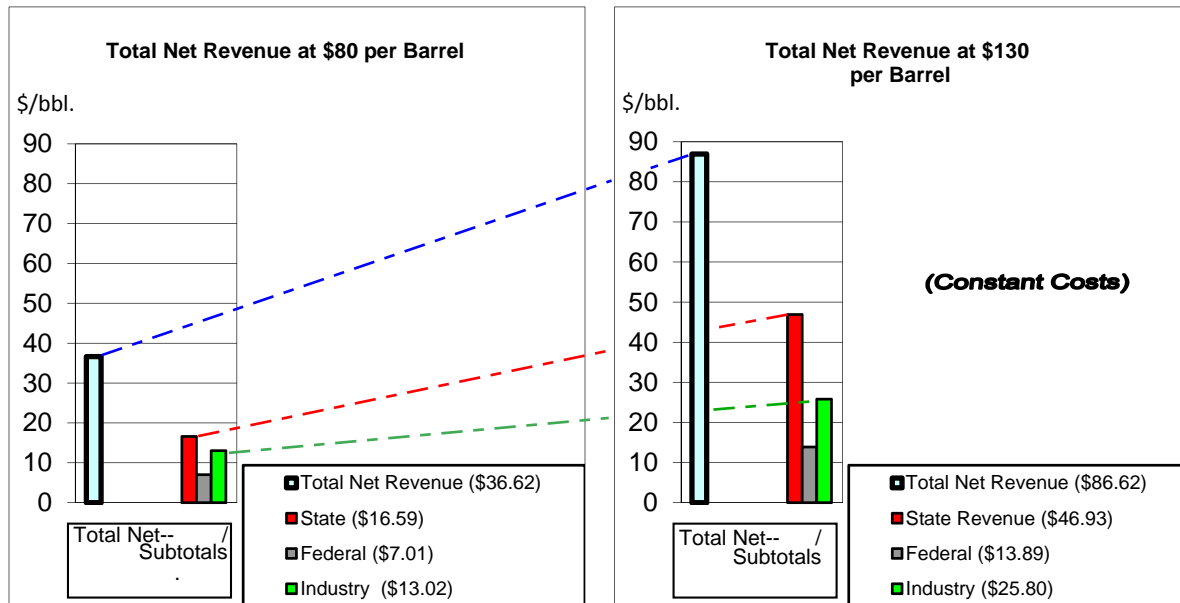 Total Net Revenue at $80 per Barrel
$/bbl.
90
80
70
60
50
40
30
20
10
0
Total Net-- /
Subtotals
.
Total Net Revenue ($36.62)
State ($16.59)
Federal ($7.01)
Industry ($13.02)
Total Net Revenue at $130
per Barrel
$/bbl.
90
80
70
60
50
40
30
20
10
0
(Constant Costs)
Total Net-- /
Subtotals
Total Net Revenue ($86.62)
State Revenue ($46.93)
Federal ($13.89)
Industry ($25.80)